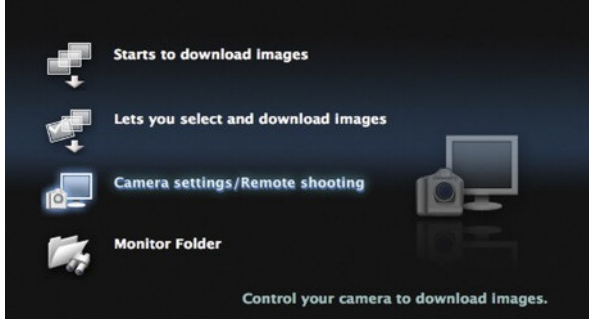 Starts to download images
Lets you select and download images
Camera settings/Remote shooting
Monitor Folder
Control your camera to download images.